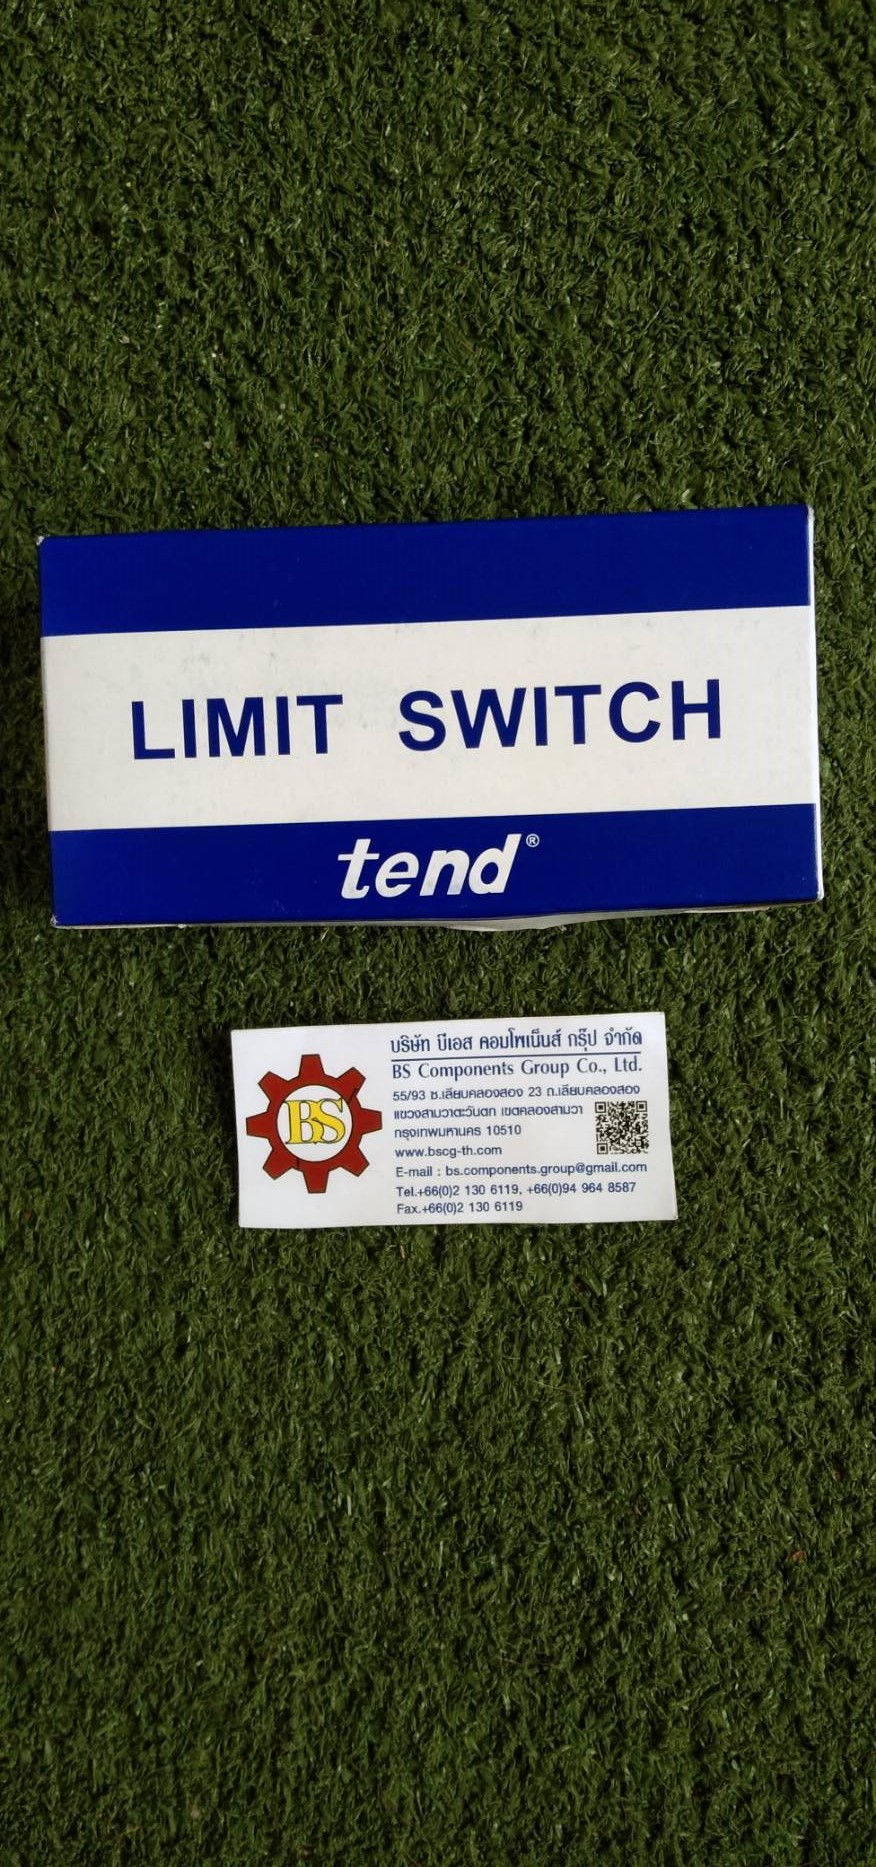 LIMIT SWITCH
tend®
BS
บริษัท บีเอส คอมโพเน็นส์ กรุ๊ป จำกัด
BS Components Group Co., Ltd.
55/93 ซ.เลียบคลองสอง 23 ถ.เลียบคลองสอง
แขวงสามวาตะวันตก เขตคลองสามวา
กรุงเทพมหานคร 10510
www.bscg-th.com
E-mail : bs.components.group@gmail.com
Tel.+66(0)2 130 6119, +66(0)94 964 8587
Fax.+66(0)2 130 6119